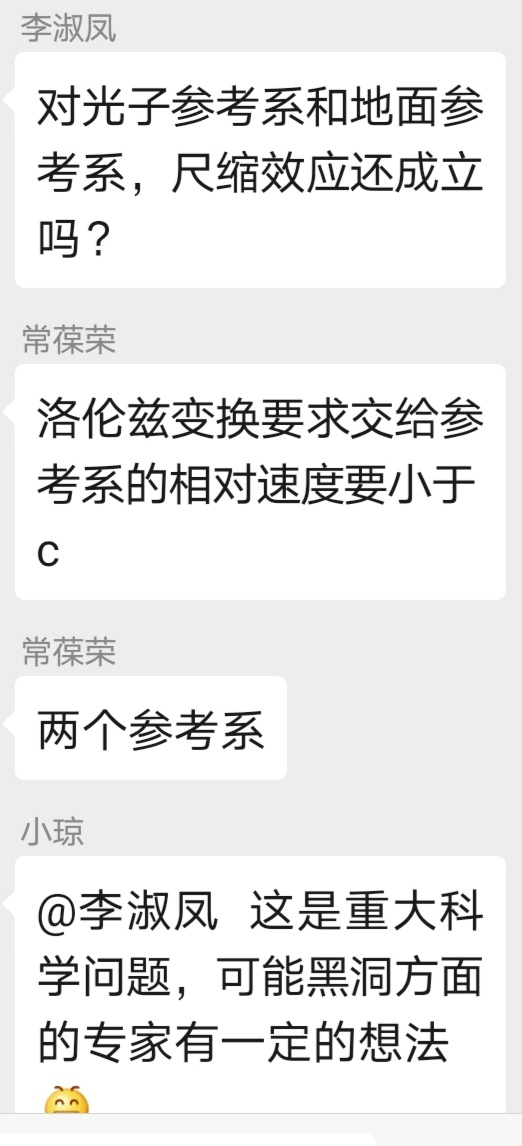 李淑凤
对光子参考系和地面参
考系，尺缩效应还成立
吗？
常葆荣
洛伦兹变换要求交给参
考系的相对速度要小于
c
常葆荣
两个参考系
小琼
@李淑凤 这是重大科
学问题，可能黑洞方面
的专家有一定的想法